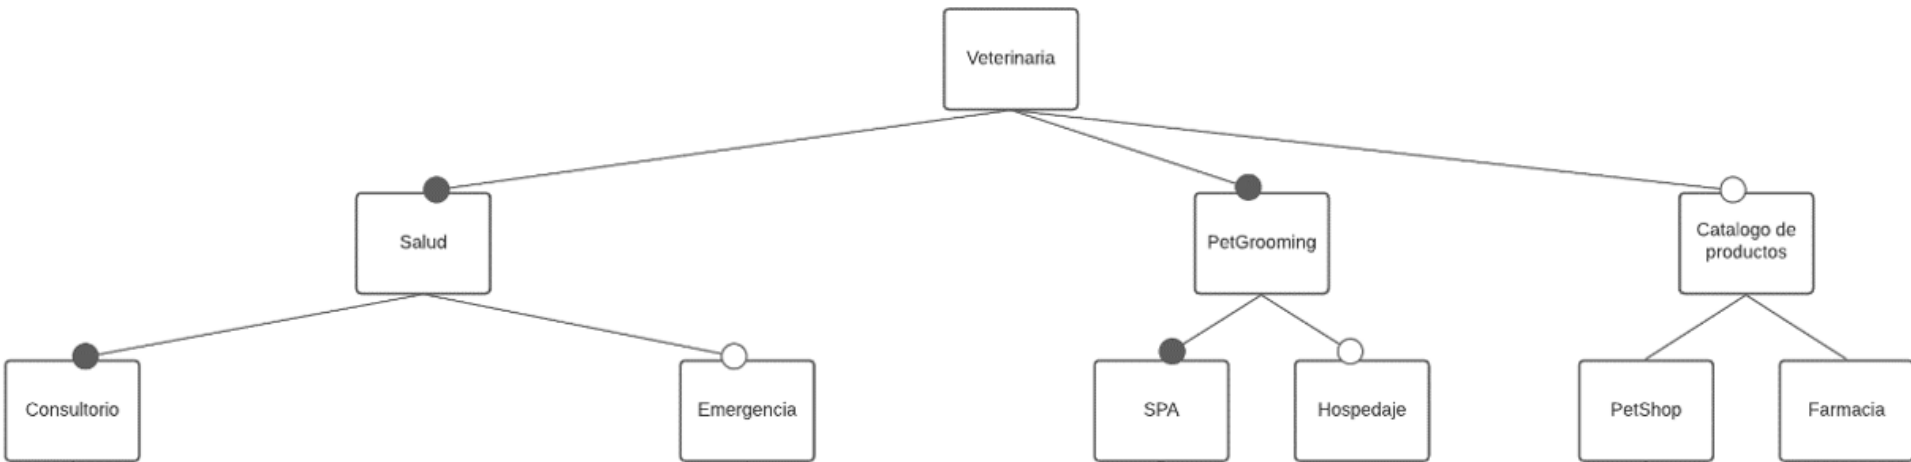 Veterinaria
Salud
PetGrooming
Catalogo de
productos
Consultorio
Emergencia
SPA
Hospedaje
PetShop
Farmacia